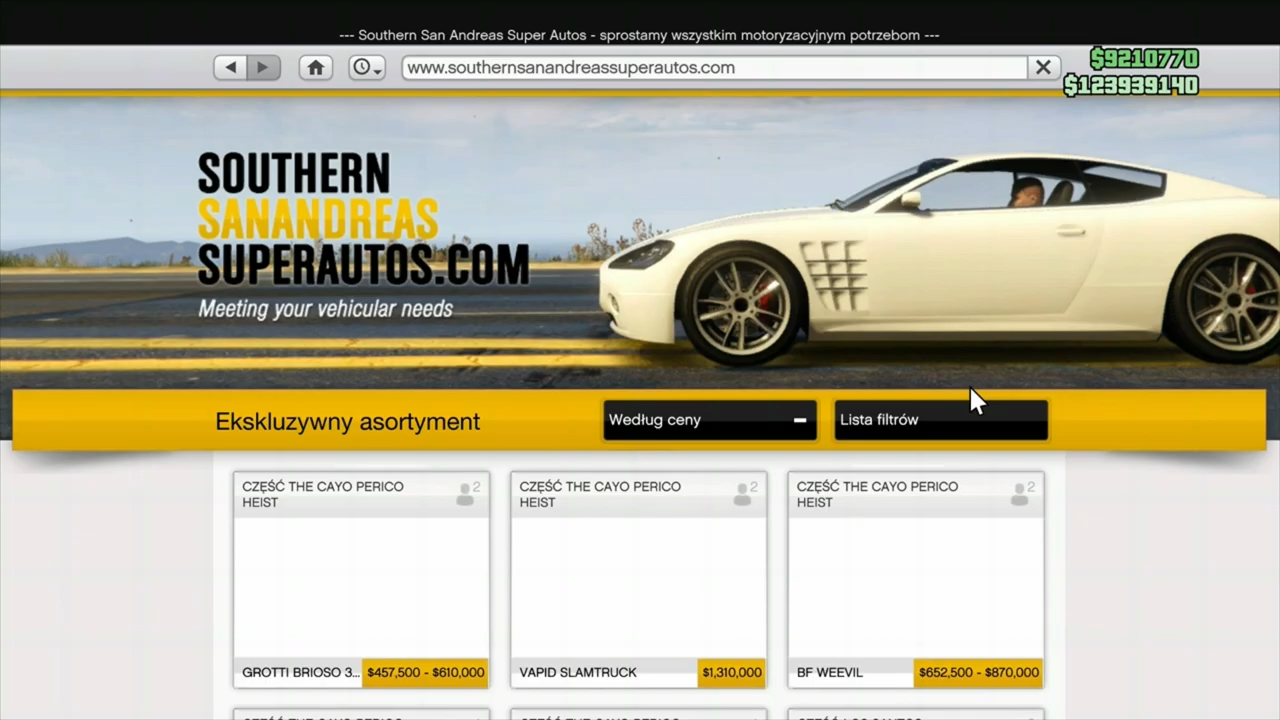 --- Southern San Andreas Super Autos - sprostamy wszystkim motoryzacyjnym potrzebom ---
www.southernsanandreassuperautos.com
$9210770
$123939140
SOUTHERN
SANANDREAS
SUPERAUTOS.COM
Meeting your vehicular needs
Ekskluzywny asortyment
Według ceny
Lista filtrów
CZĘŚĆ THE CAYO PERICO
HEIST
2
CZĘŚĆ THE CAYO PERICO
HEIST
2
CZĘŚĆ THE CAYO PERICO
HEIST
2
GROTTI BRIOSO 3... $457,500 - $610,000
VAPID SLAMTRUCK $1,310,000
BF WEEVIL $652,500 - $870,000